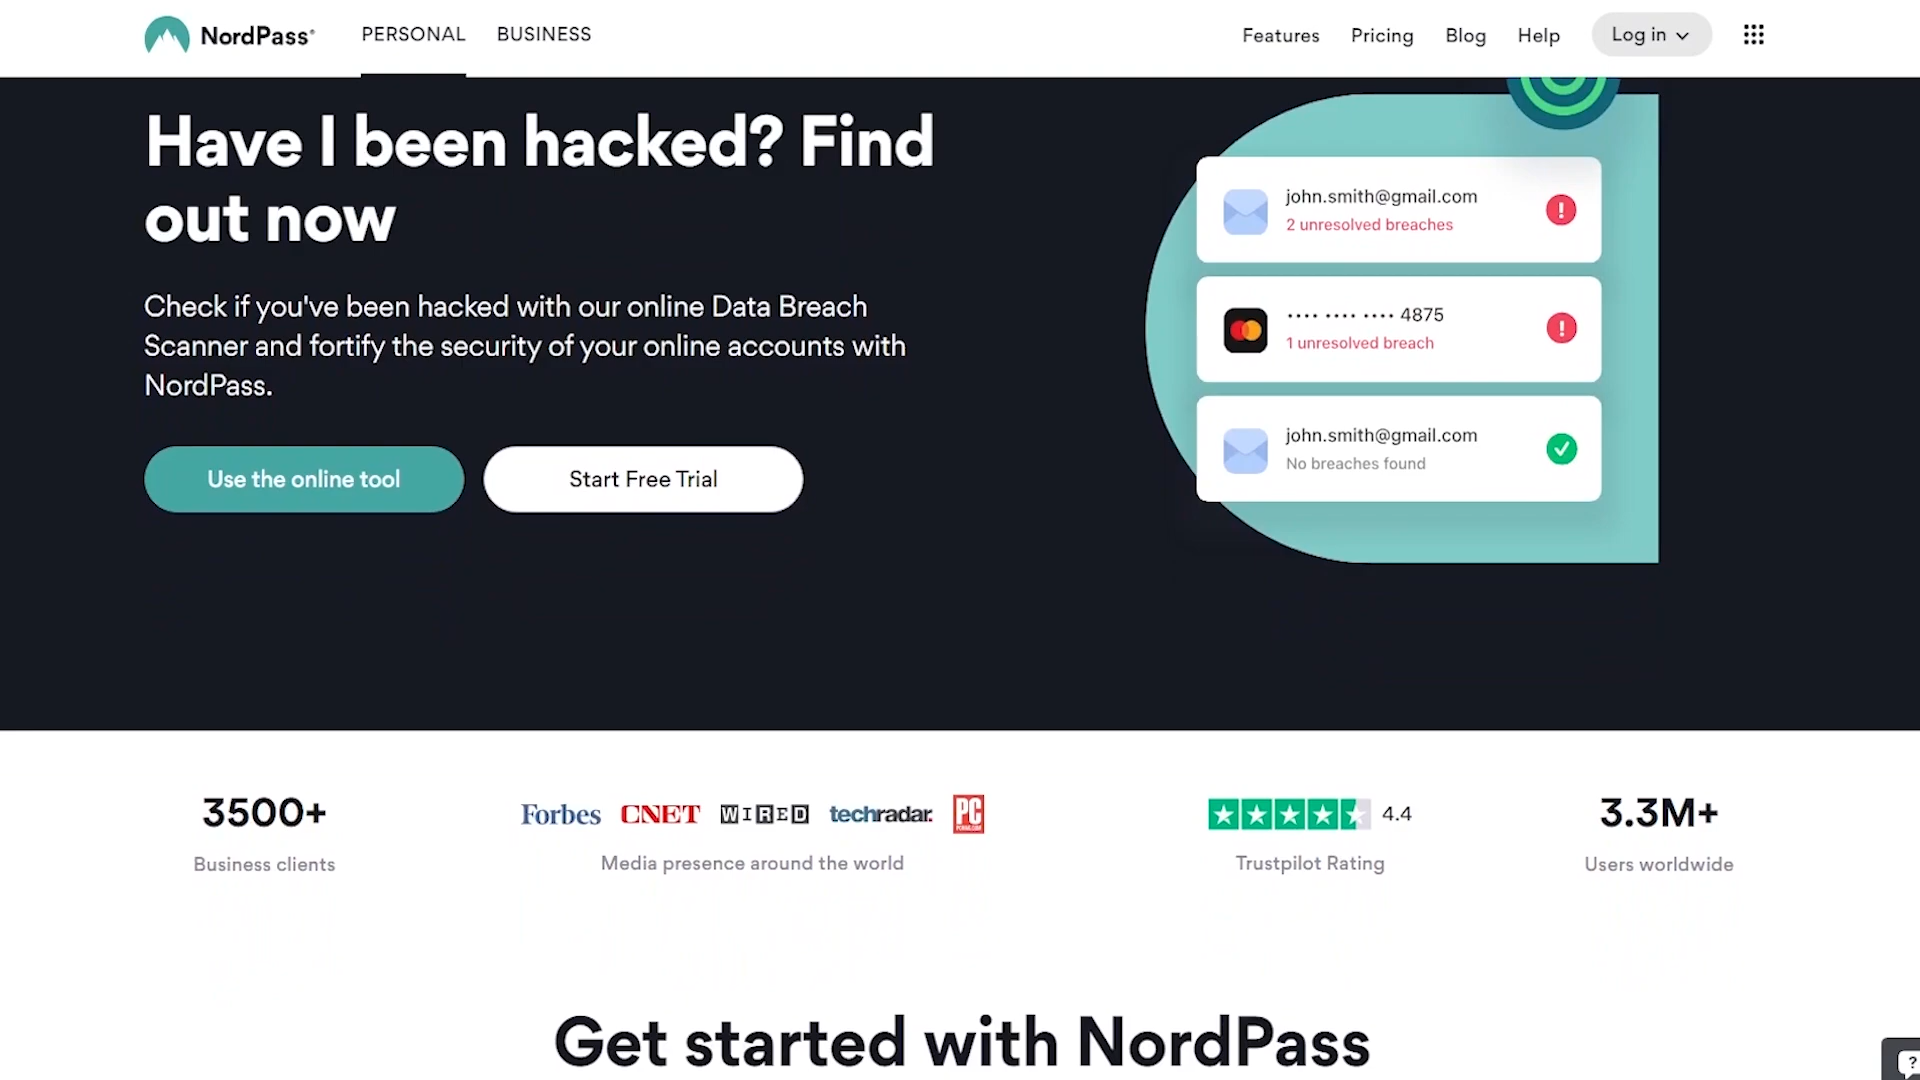 NordPass®
PERSONAL
BUSINESS
Features
Pricing
Blog
Help
Log in
Have I been hacked? Find
out now
Check if you've been hacked with our online Data Breach
Scanner and fortify the security of your online accounts with
NordPass.
Use the online tool
Start Free Trial
john.smith@gmail.com
2 unresolved breaches
!
•••• •••• •••• 4875
1 unresolved breach
!
john.smith@gmail.com
No breaches found
3500+
Business clients
Forbes
CNET
WIRED
techradar.
PC
Media presence around the world
4.4
Trustpilot Rating
3.3M+
Users worldwide
Get started with NordPass
?